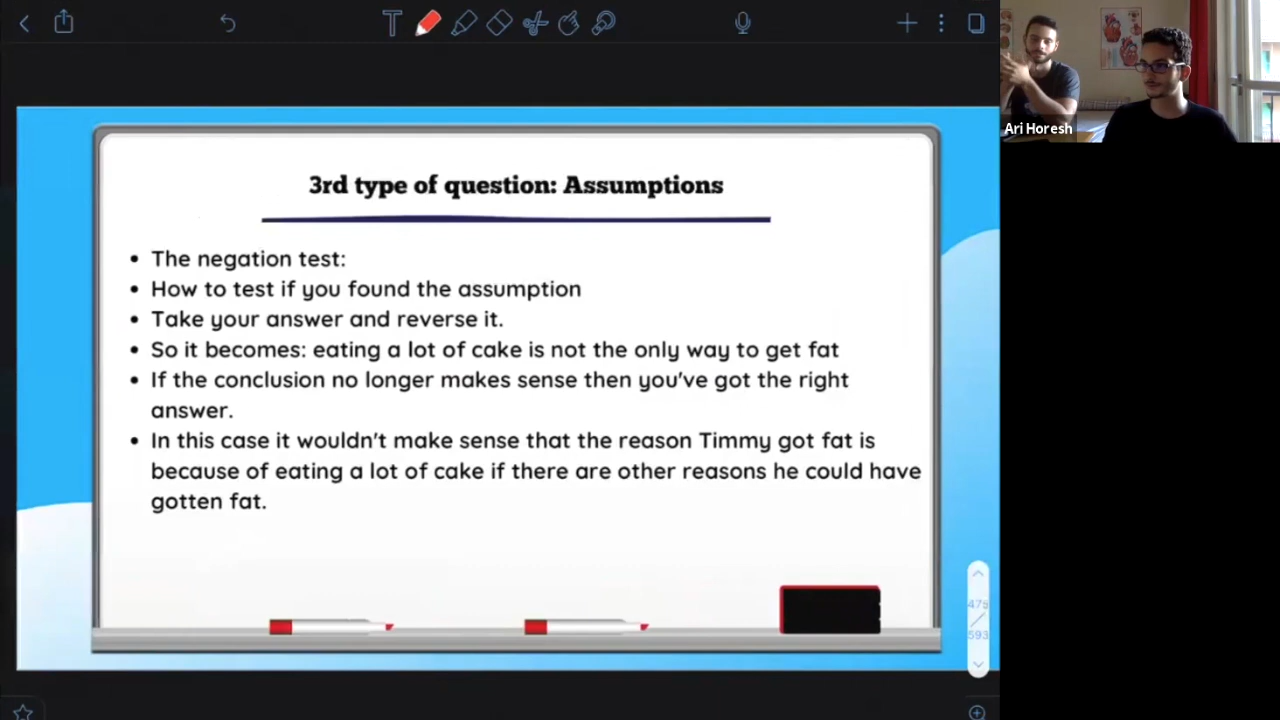 Ari Horesh
3rd type of question: Assumptions
• The negation test:
• How to test if you found the assumption
• Take your answer and reverse it.
• So it becomes: eating a lot of cake is not the only way to get fat
• If the conclusion no longer makes sense then you've got the right
answer.
• In this case it wouldn't make sense that the reason Timmy got fat is
because of eating a lot of cake if there are other reasons he could have
gotten fat.
475
/
593